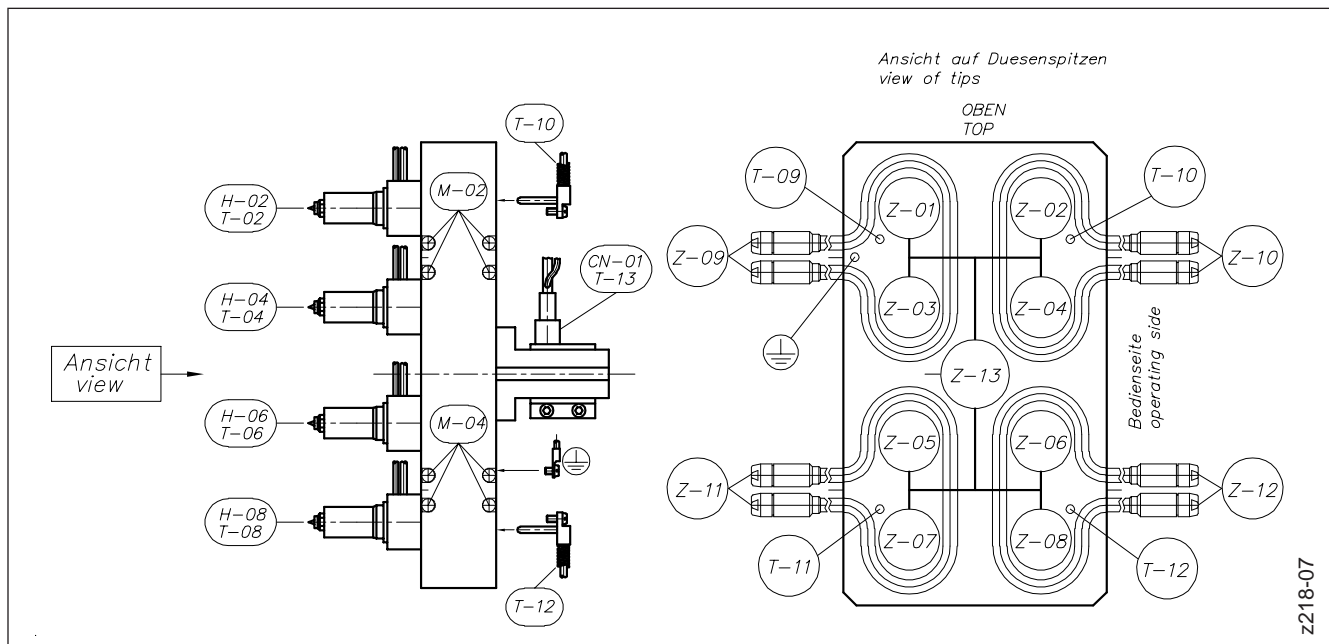 Ansicht auf Duesenspitzen
view of tips
OBEN
TOP
T-10
H-02
T-02
M-02
CN-01
T-13
H-04
T-04
Ansicht
view
H-06
T-06
M-04
H-08
T-08
T-12
T-09
T-10
Z-01
Z-02
Z-09
Z-10
Z-03
Z-04
Z-13
Bedienseite
operating side
Z-05
Z-06
Z-11
Z-12
Z-07
Z-08
T-11
T-12
z218-07